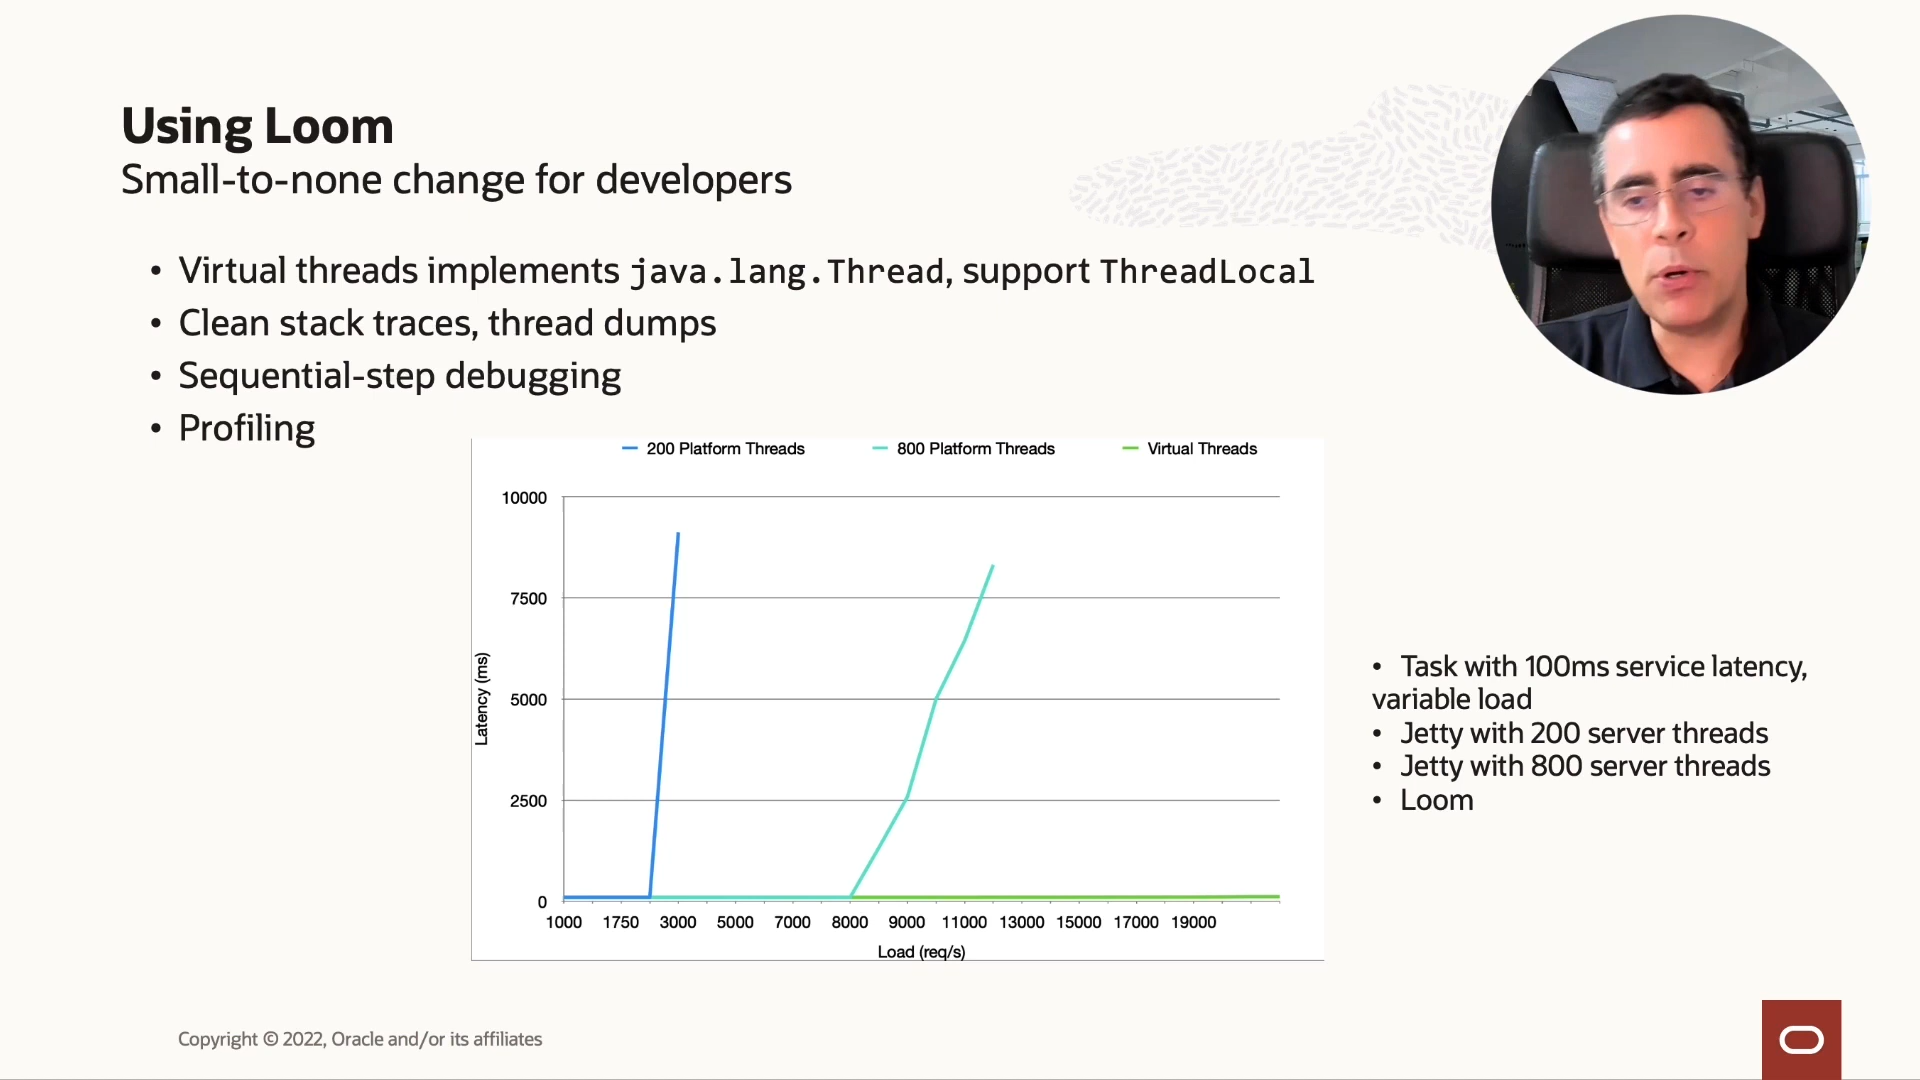 Using Loom
Small-to-none change for developers
• Virtual threads implements java.lang.Thread, support ThreadLocal
• Clean stack traces, thread dumps
• Sequential-step debugging
• Profiling
200 Platform Threads
800 Platform Threads
Virtual Threads
10000
7500
5000
2500
0
Latency (ms)
1000 1750 3000 5000 7000 8000 9000 11000 13000 15000 17000 19000
Load (req/s)
• Task with 100ms service latency,
variable load
• Jetty with 200 server threads
• Jetty with 800 server threads
• Loom
Copyright © 2022, Oracle and/or its affiliates